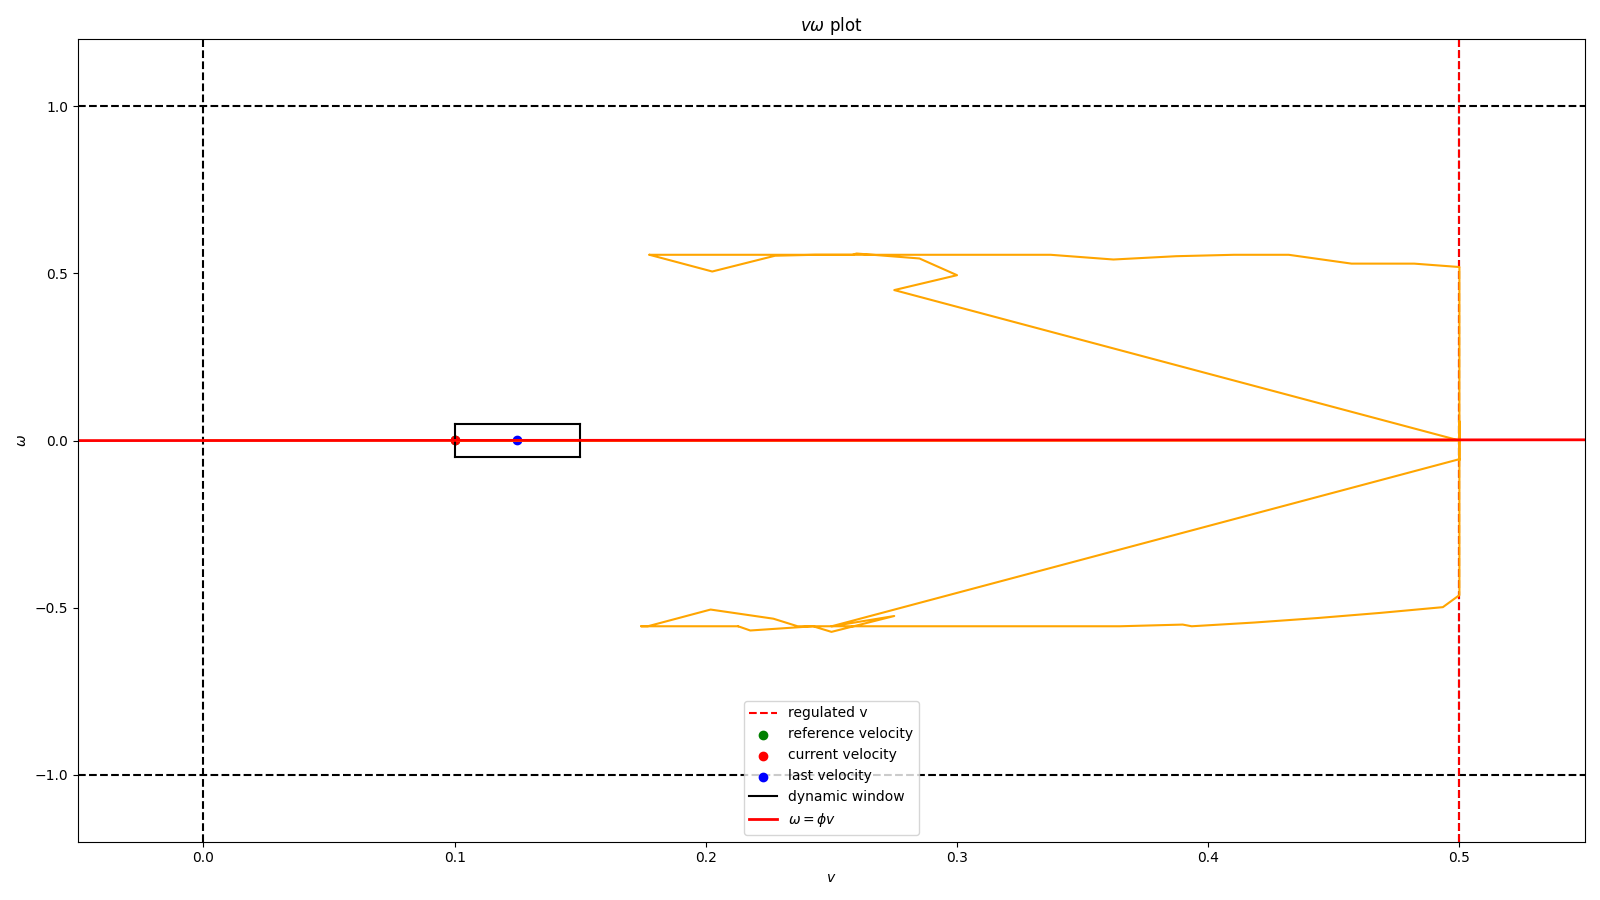 vω plot
ω
1.0
0.5
0.0
−0.5
−1.0
regulated v
reference velocity
current velocity
last velocity
dynamic window
ω = ϕv
0.0 0.1 0.2 0.3 0.4 0.5
v